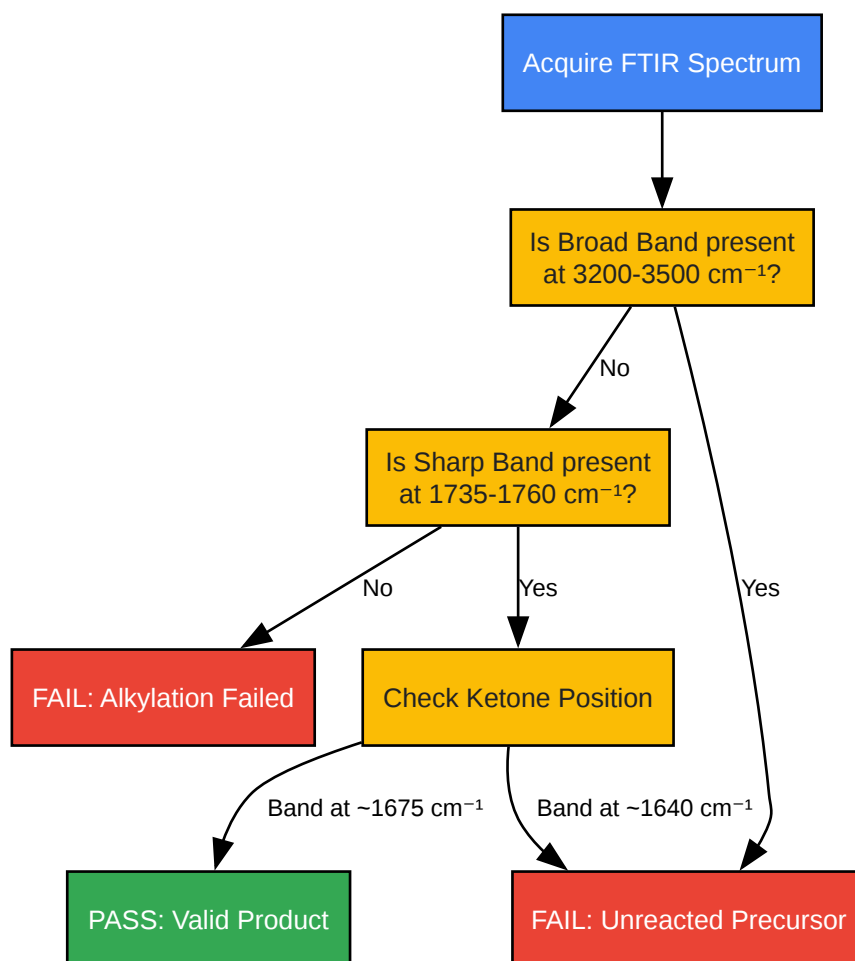 Acquire FTIR Spectrum
Is Broad Band present
at 3200-3500 cm⁻¹?
No
Is Sharp Band present
at 1735-1760 cm⁻¹?
No
Yes
Yes
FAIL: Alkylation Failed
Check Ketone Position
Band at ~1675 cm⁻¹
Band at ~1640 cm⁻¹
PASS: Valid Product
FAIL: Unreacted Precursor